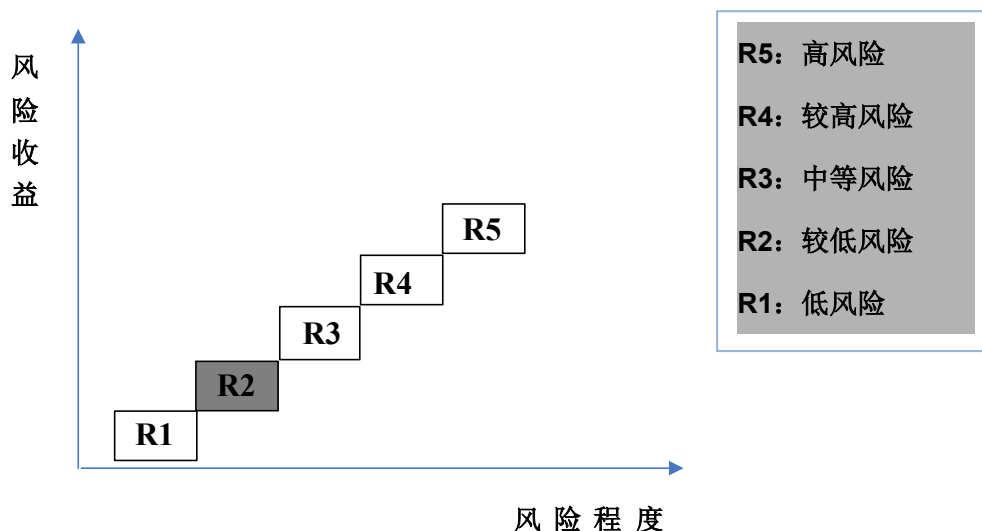 风险收益
R5
R4
R3
R2
R1
风 险 程 度
R5：高风险
R4：较高风险
R3：中等风险
R2：较低风险
R1：低风险